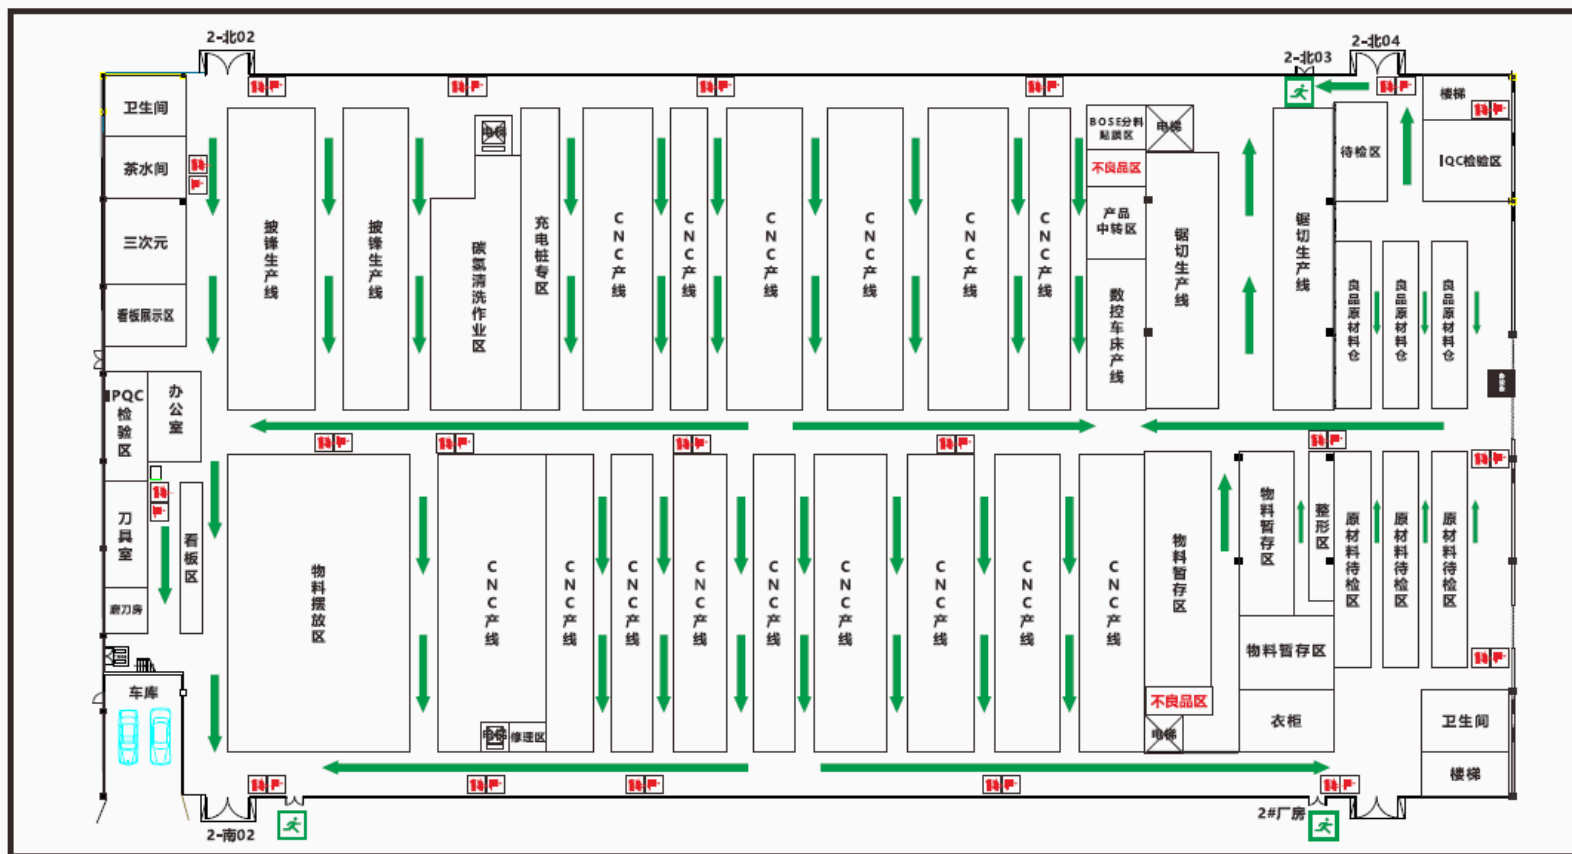 2-北02
2-北03
2-北04
卫生间
茶水间
三次元
看板展示区
披锋生产线
披锋生产线
电梯
碳氢清洗作业区
充电桩专区
CNC产线
CNC产线
CNC产线
CNC产线
CNC产线
CNC产线
BOSE分料
贴膜区
不良品区
产品
中转区
数控车床产线
电梯
锯切生产线
锯切生产线
待检区
楼梯
IQC检验区
良品原材料仓
良品原材料仓
良品原材料仓
IPQC
检验区
办公室
刀具室
磨刀房
看板区
车库
物料摆放区
CNC产线
电梯
修理区
CNC产线
CNC产线
CNC产线
CNC产线
CNC产线
CNC产线
CNC产线
CNC产线
物料暂存区
不良品区
电梯
物料暂存区
整形区
物料暂存区
衣柜
原材料待检区
原材料待检区
原材料待检区
卫生间
楼梯
2-南02
2#厂房